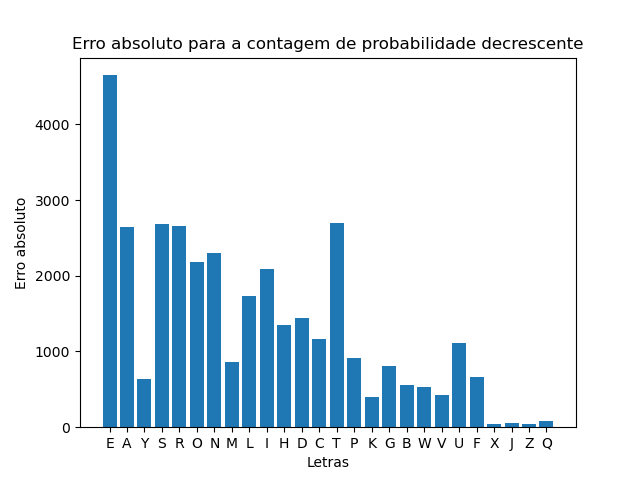 Erro absoluto para a contagem de probabilidade decrescente
Erro absoluto
4000
3000
2000
1000
0
E A Y S R O N M L I H D C T P K G B W V U F X J Z Q
Letras